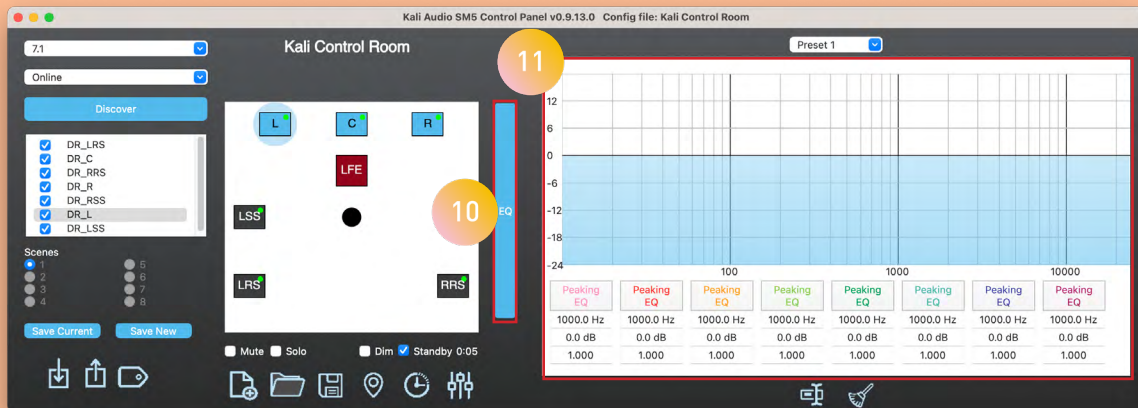 Kali Audio SM5 Control Panel v0.9.13.0 Config file: Kali Control Room
7.1
Online
Discover
DR_LRS
DR_C
DR_RRS
DR_R
DR_RSS
DR_L
DR_LSS
Scenes
1 5
2 6
3 7
4 8
Save Current Save New
Kali Control Room
L C R
LFE
LSS
LRS RRS
Mute Solo Dim Standby 0:05
10
EQ
11
Preset 1
12
6
0
-6
-12
-18
-24
100 1000 10000
Peaking EQ Peaking EQ Peaking EQ Peaking EQ Peaking EQ Peaking EQ Peaking EQ Peaking EQ
1000.0 Hz 1000.0 Hz 1000.0 Hz 1000.0 Hz 1000.0 Hz 1000.0 Hz 1000.0 Hz 1000.0 Hz
0.0 dB 0.0 dB 0.0 dB 0.0 dB 0.0 dB 0.0 dB 0.0 dB 0.0 dB
1.000 1.000 1.000 1.000 1.000 1.000 1.000 1.000